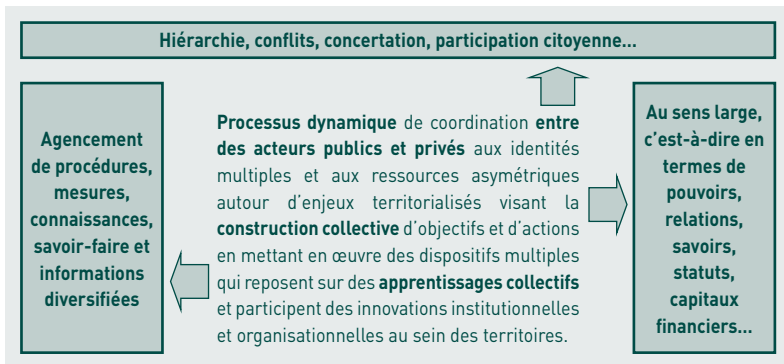 Hiérarchie, conflits, concertation, participation citoyenne...
Agencement
de procédures,
mesures,
connaissances,
savoir-faire et
informations
diversifiées
Processus dynamique de coordination entre
des acteurs publics et privés aux identités
multiples et aux ressources asymétriques
autour d’enjeux territorialisés visant la
construction collective d’objectifs et d’actions
en mettant en œuvre des dispositifs multiples
qui reposent sur des apprentissages collectifs
et participent des innovations institutionnelles
et organisationnelles au sein des territoires.
Au sens large,
c’est-à-dire en
termes de
pouvoirs,
relations,
savoirs,
statuts,
capitaux
financiers...